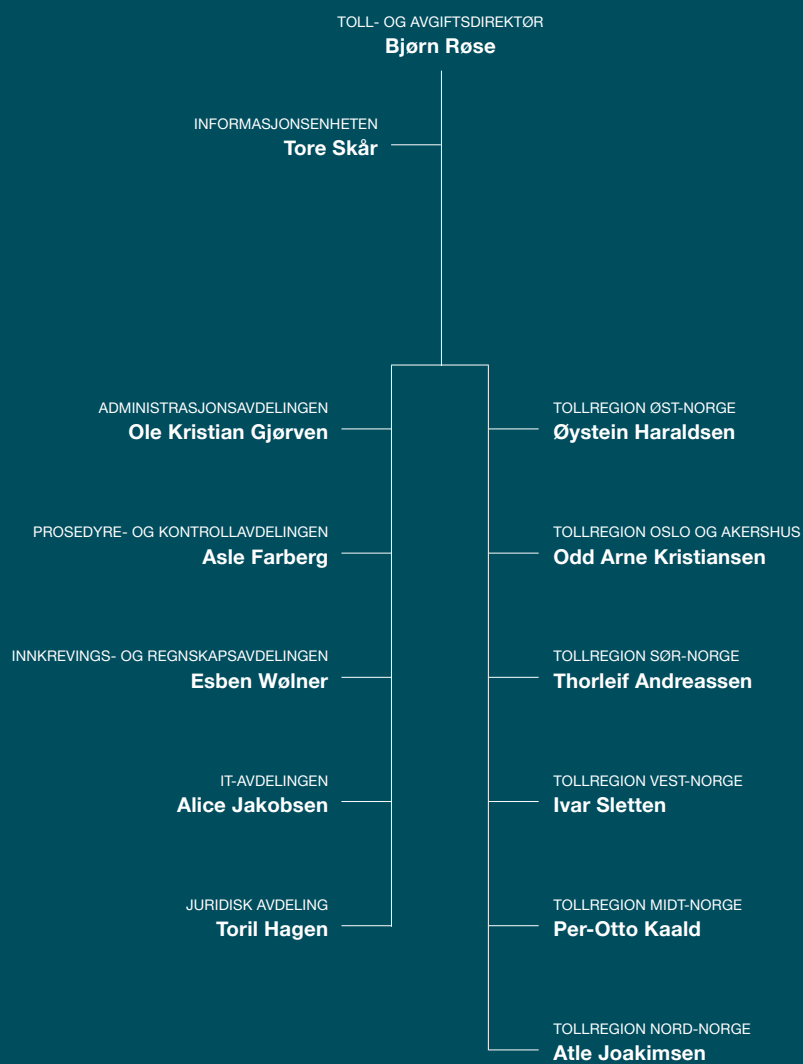 TOLL- OG AVGIFTSDIREKTØR
Bjørn Røse
INFORMASJONSENHETEN
Tore Skår
ADMINISTRASJONSAVDELINGEN
Ole Kristian Gjørven
PROSEDYRE- OG KONTROLLAVDELINGEN
Asle Farberg
INNKREVINGS- OG REGNSKAPSAVDELINGEN
Esben Wølner
IT-AVDELINGEN
Alice Jakobsen
JURIDISK AVDELING
Toril Hagen
TOLLREGION ØST-NORGE
Øystein Haraldsen
TOLLREGION OSLO OG AKERSHUS
Odd Arne Kristiansen
TOLLREGION SØR-NORGE
Thorleif Andreassen
TOLLREGION VEST-NORGE
Ivar Sletten
TOLLREGION MIDT-NORGE
Per-Otto Kaald
TOLLREGION NORD-NORGE
Atle Joakimsen